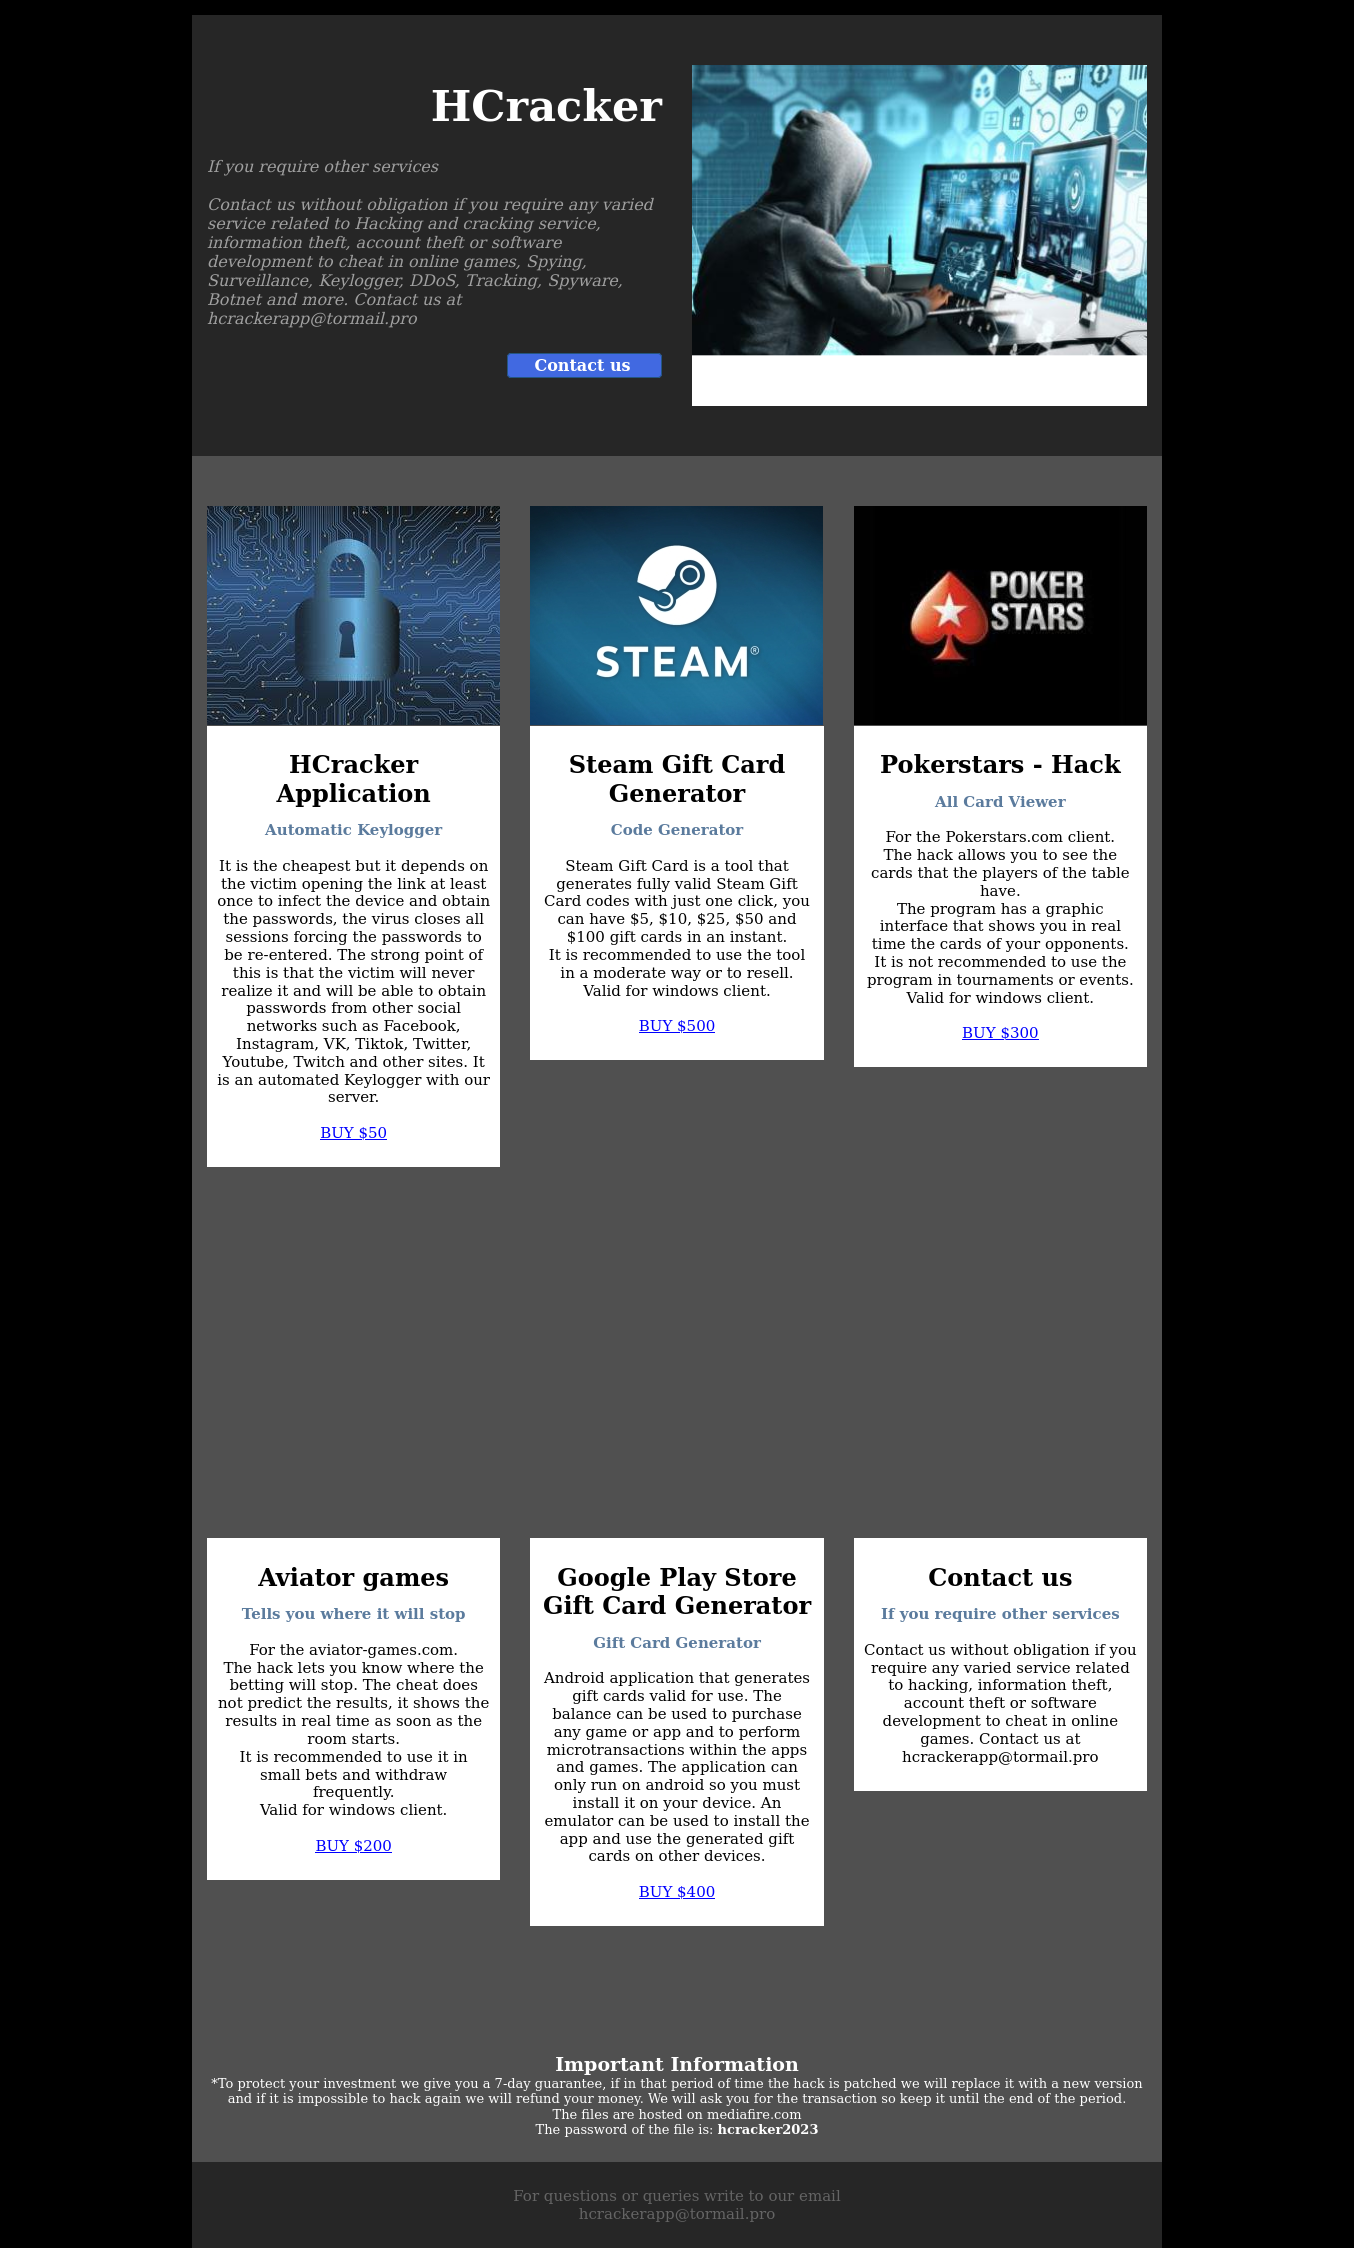 HCracker
If you require other services
Contact us without obligation if you require any varied
service related to Hacking and cracking service,
information theft, account theft or software
development to cheat in online games, Spying,
Surveillance, Keylogger, DDoS, Tracking, Spyware,
Botnet and more. Contact us at
hcrackerapp@tormail.pro
Contact us
HCracker
Application
Automatic Keylogger
It is the cheapest but it depends on
the victim opening the link at least
once to infect the device and obtain
the passwords, the virus closes all
sessions forcing the passwords to
be re-entered. The strong point of
this is that the victim will never
realize it and will be able to obtain
passwords from other social
networks such as Facebook,
Instagram, VK, Tiktok, Twitter,
Youtube, Twitch and other sites. It
is an automated Keylogger with our
server.
BUY $50
STEAM®
Steam Gift Card
Generator
Code Generator
Steam Gift Card is a tool that
generates fully valid Steam Gift
Card codes with just one click, you
can have $5, $10, $25, $50 and
$100 gift cards in an instant.
It is recommended to use the tool
in a moderate way or to resell.
Valid for windows client.
BUY $500
POKER
STARS
Pokerstars - Hack
All Card Viewer
For the Pokerstars.com client.
The hack allows you to see the
cards that the players of the table
have.
The program has a graphic
interface that shows you in real
time the cards of your opponents.
It is not recommended to use the
program in tournaments or events.
Valid for windows client.
BUY $300
Aviator games
Tells you where it will stop
For the aviator-games.com.
The hack lets you know where the
betting will stop. The cheat does
not predict the results, it shows the
results in real time as soon as the
room starts.
It is recommended to use it in
small bets and withdraw
frequently.
Valid for windows client.
BUY $200
Google Play Store
Gift Card Generator
Gift Card Generator
Android application that generates
gift cards valid for use. The
balance can be used to purchase
any game or app and to perform
microtransactions within the apps
and games. The application can
only run on android so you must
install it on your device. An
emulator can be used to install the
app and use the generated gift
cards on other devices.
BUY $400
Contact us
If you require other services
Contact us without obligation if you
require any varied service related
to hacking, information theft,
account theft or software
development to cheat in online
games. Contact us at
hcrackerapp@tormail.pro
Important Information
*To protect your investment we give you a 7-day guarantee, if in that period of time the hack is patched we will replace it with a new version
and if it is impossible to hack again we will refund your money. We will ask you for the transaction so keep it until the end of the period.
The files are hosted on mediafire.com
The password of the file is: hcracker2023
For questions or queries write to our email
hcrackerapp@tormail.pro